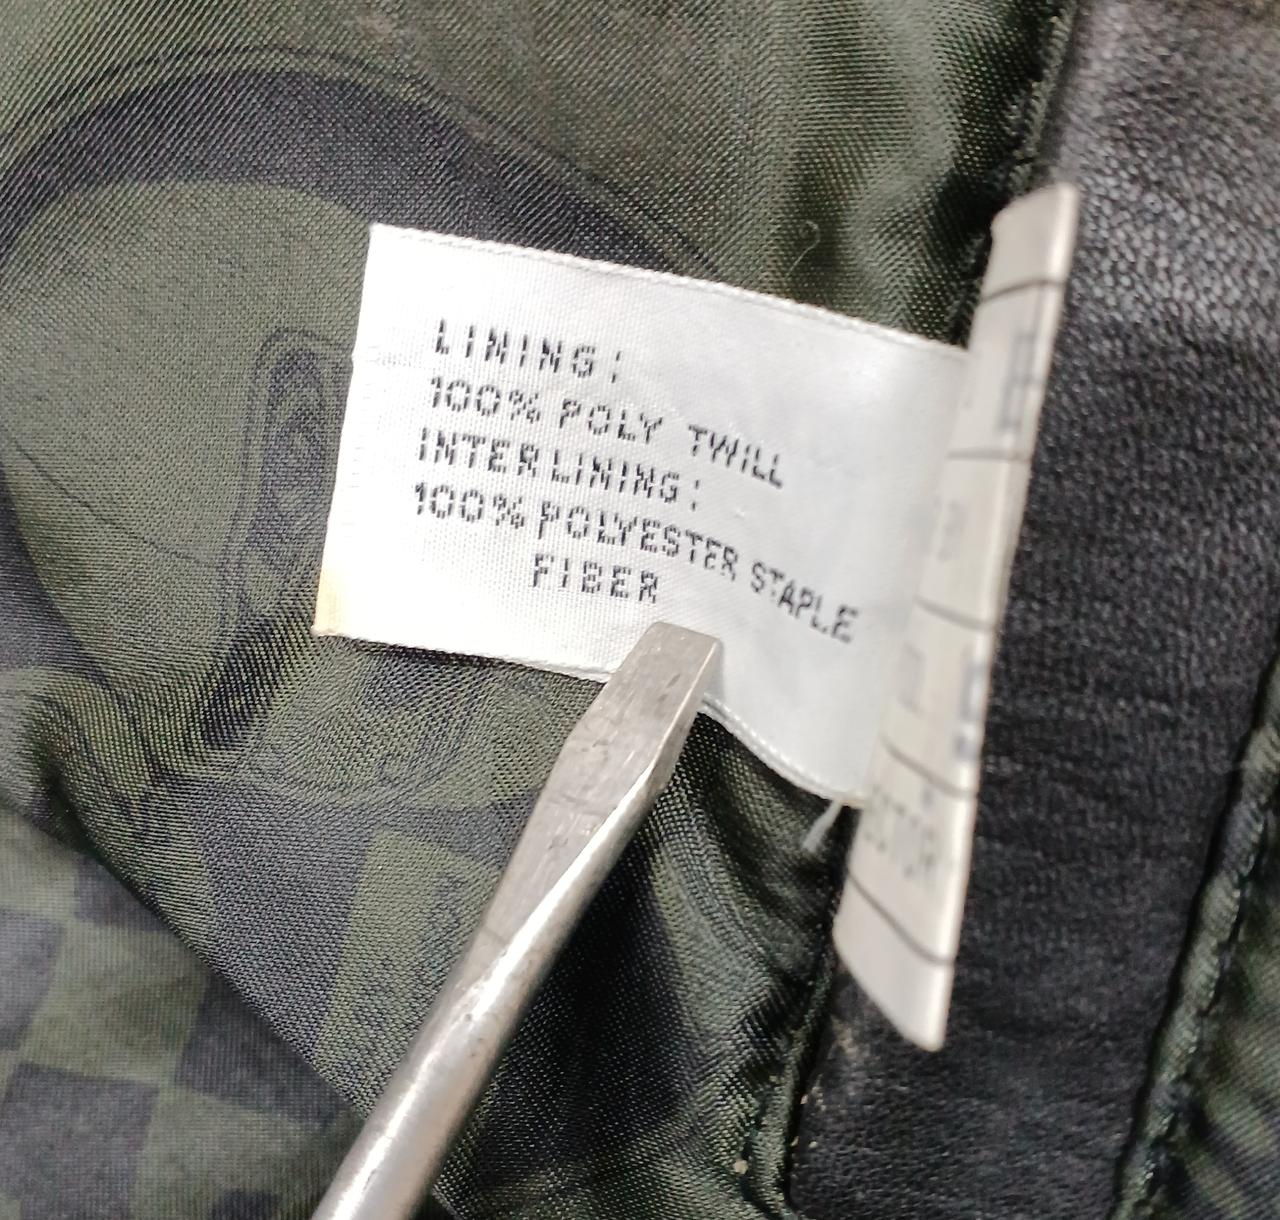 LINING:
100% POLY TWILL
INTERLINING:
100% POLYESTER STAPLE
FIBER